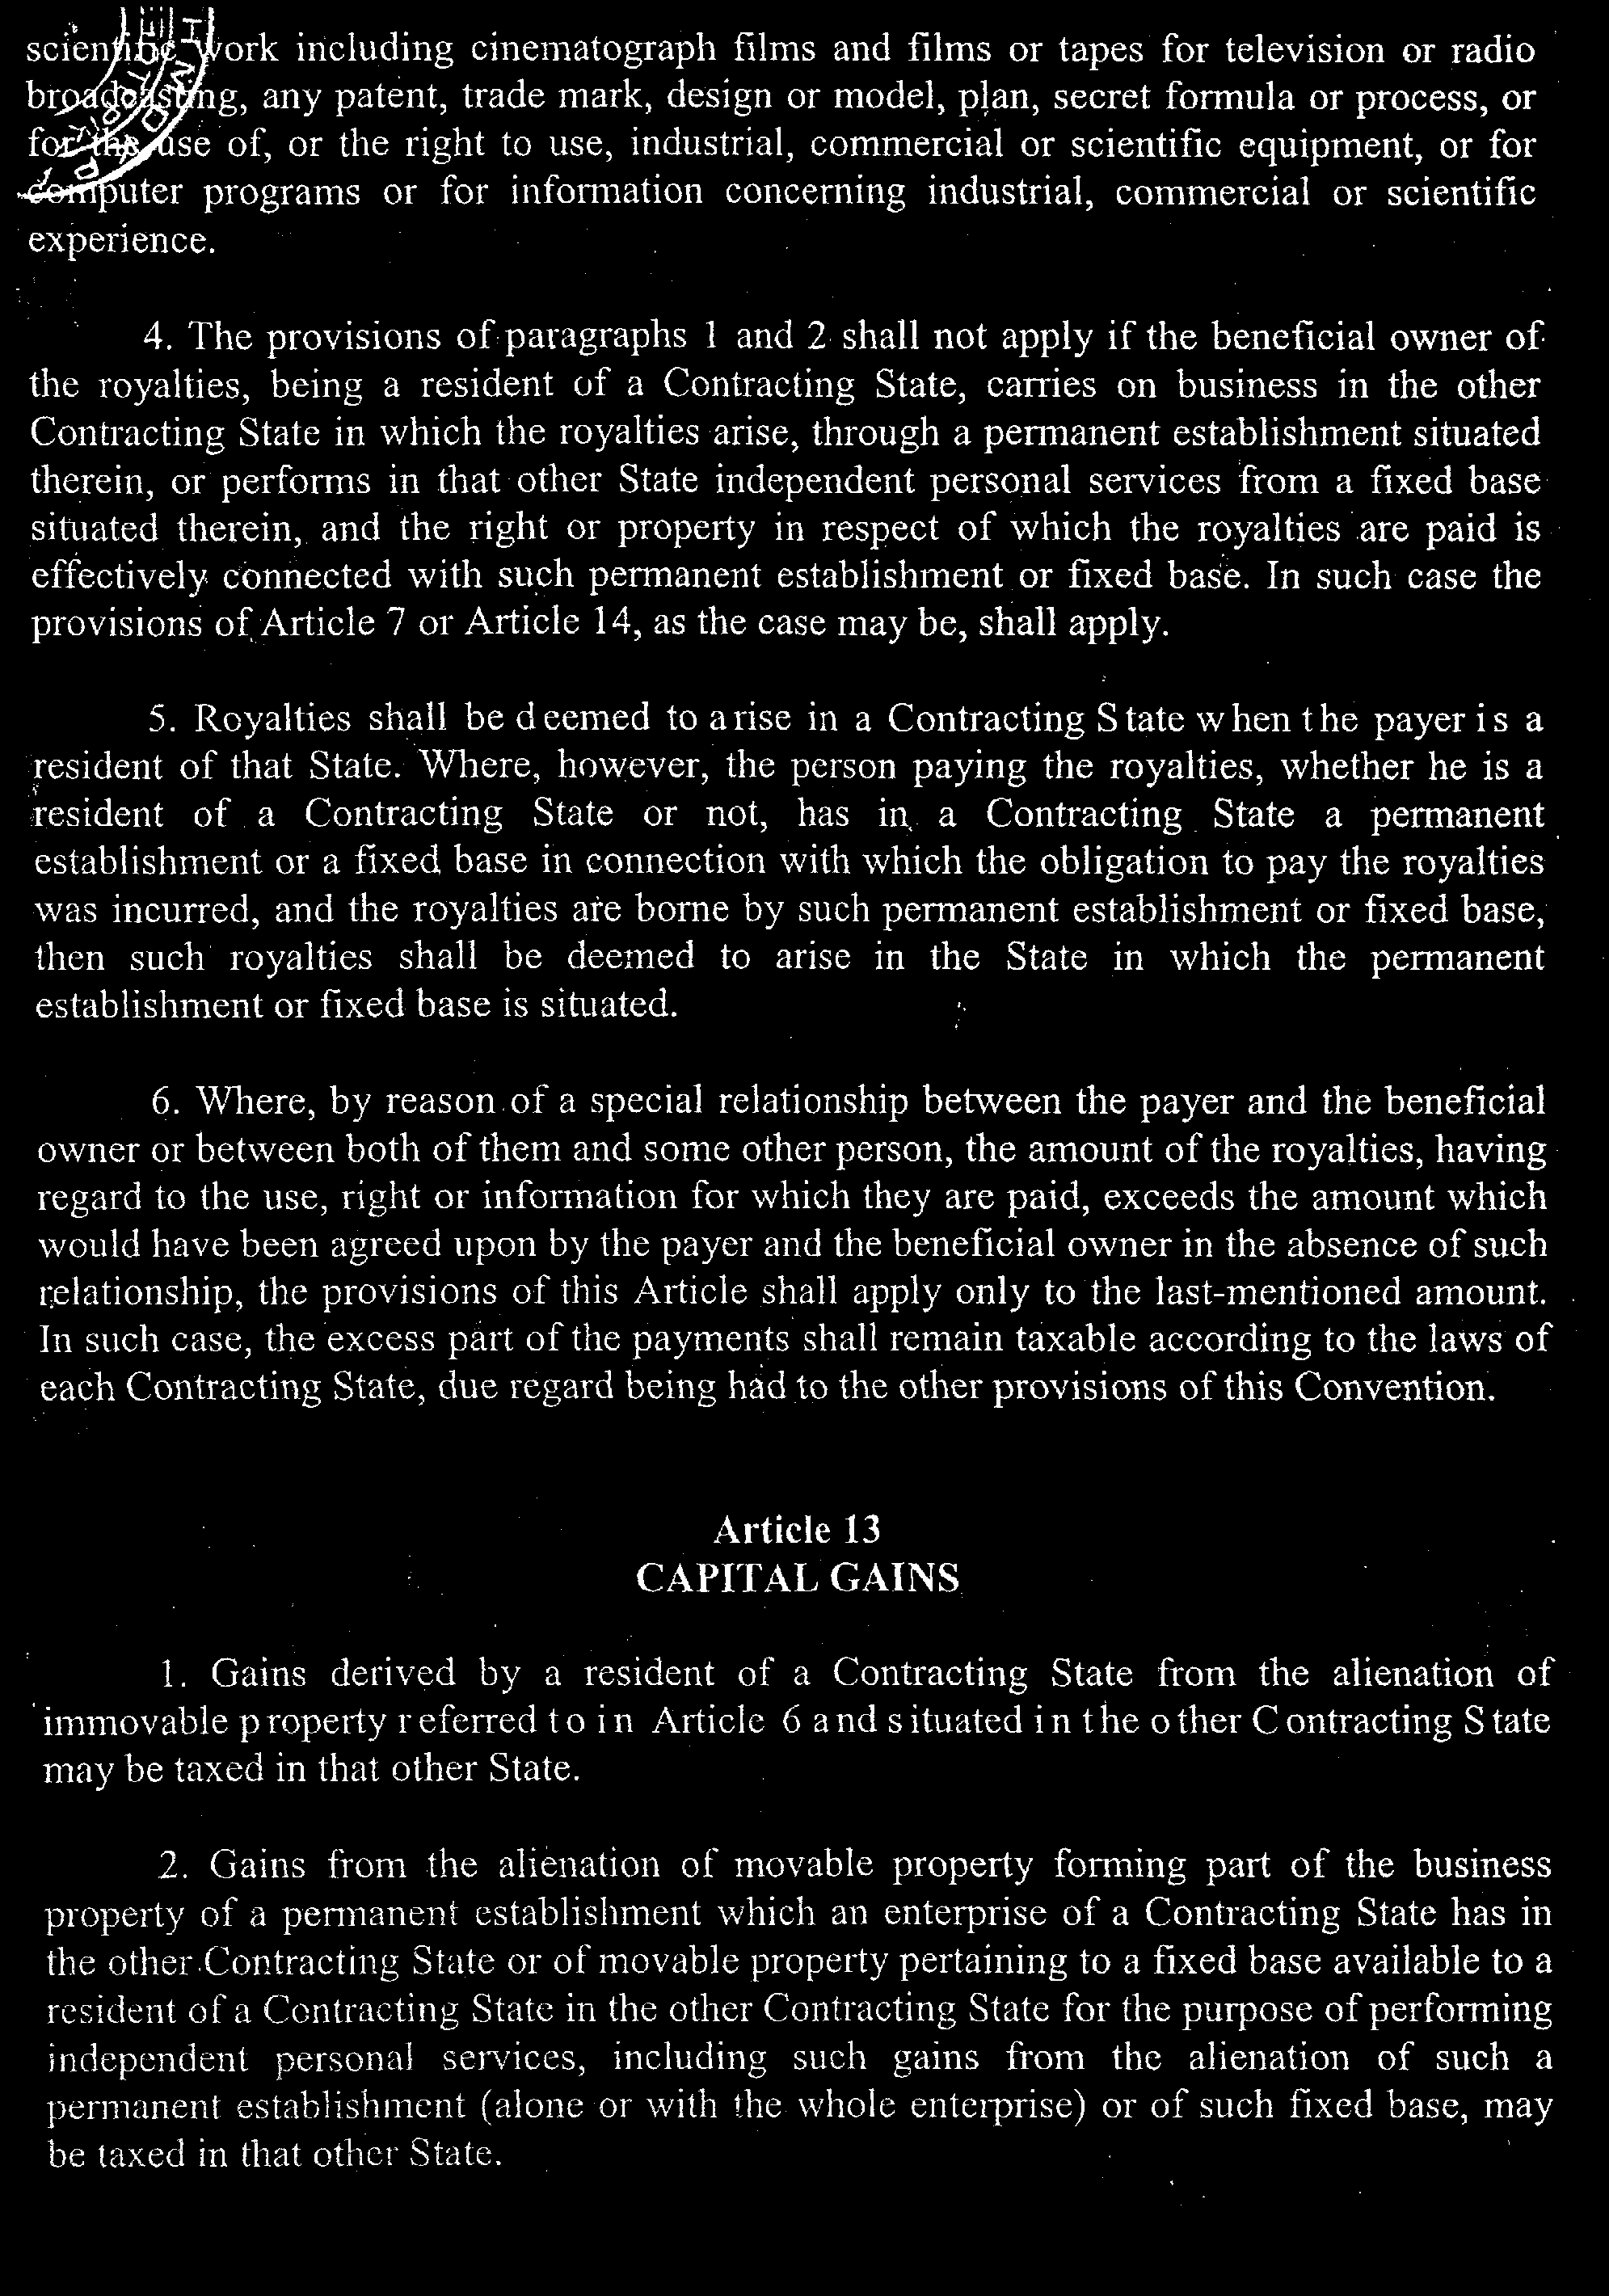 scientific work including cinematograph films and films or tapes for television or radio
broadcasting, any patent, trade mark, design or model, plan, secret formula or process, or
for the use of, or the right to use, industrial, commercial or scientific equipment, or for
computer programs or for information concerning industrial, commercial or scientific
experience.
4. The provisions of paragraphs 1 and 2 shall not apply if the beneficial owner of
the royalties, being a resident of a Contracting State, carries on business in the other
Contracting State in which the royalties arise, through a permanent establishment situated
therein, or performs in that other State independent personal services from a fixed base
situated therein, and the right or property in respect of which the royalties are paid is
effectively connected with such permanent establishment or fixed base. In such case the
provisions of Article 7 or Article 14, as the case may be, shall apply.
5. Royalties shall be deemed to arise in a Contracting State when the payer is a
resident of that State. Where, however, the person paying the royalties, whether he is a
resident of a Contracting State or not, has in a Contracting State a permanent
establishment or a fixed base in connection with which the obligation to pay the royalties
was incurred, and the royalties are borne by such permanent establishment or fixed base,
then such royalties shall be deemed to arise in the State in which the permanent
establishment or fixed base is situated.
6. Where, by reason of a special relationship between the payer and the beneficial
owner or between both of them and some other person, the amount of the royalties, having
regard to the use, right or information for which they are paid, exceeds the amount which
would have been agreed upon by the payer and the beneficial owner in the absence of such
relationship, the provisions of this Article shall apply only to the last-mentioned amount.
In such case, the excess part of the payments shall remain taxable according to the laws of
each Contracting State, due regard being had to the other provisions of this Convention.
Article 13
CAPITAL GAINS
1. Gains derived by a resident of a Contracting State from the alienation of
immovable property referred to in Article 6 and situated in the other Contracting State
may be taxed in that other State.
2. Gains from the alienation of movable property forming part of the business
property of a permanent establishment which an enterprise of a Contracting State has in
the other Contracting State or of movable property pertaining to a fixed base available to a
resident of a Contracting State in the other Contracting State for the purpose of performing
independent personal services, including such gains from the alienation of such a
permanent establishment (alone or with the whole enterprise) or of such fixed base, may
be taxed in that other State.